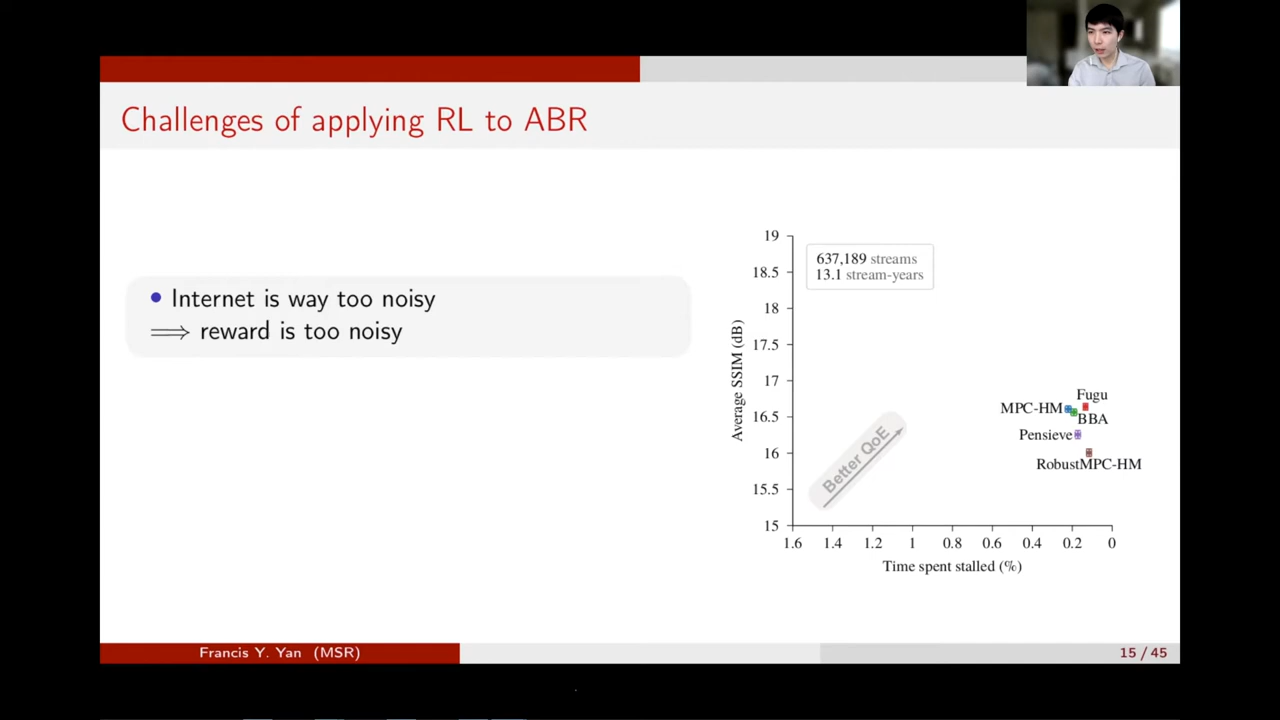 Challenges of applying RL to ABR
• Internet is way too noisy
⟹ reward is too noisy
19
18.5
18
17.5
17
16.5
16
15.5
15
Average SSIM (dB)
637,189 streams
13.1 stream-years
Fugu
MPC-HM
BBA
Pensieve
RobustMPC-HM
Better QoE
1.6 1.4 1.2 1 0.8 0.6 0.4 0.2 0
Time spent stalled (%)
Francis Y. Yan (MSR)
15 / 45